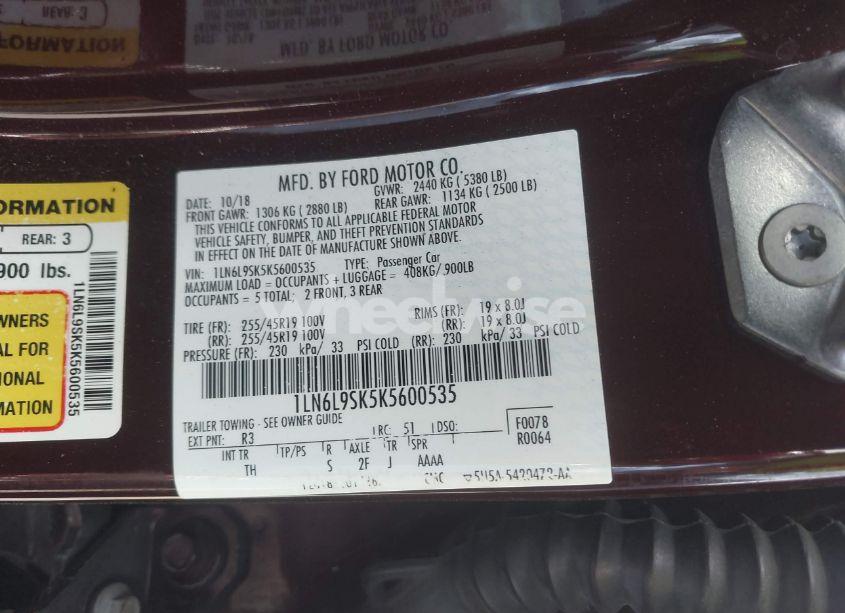 MFD. BY FORD MOTOR CO.
DATE: 10/18 GVWR: 2440 KG ( 5380 LB)
FRONT GAWR: 1306 KG ( 2880 LB) REAR GAWR: 1134 KG ( 2500 LB)
THIS VEHICLE CONFORMS TO ALL APPLICABLE FEDERAL MOTOR
VEHICLE SAFETY, BUMPER, AND THEFT PREVENTION STANDARDS
IN EFFECT ON THE DATE OF MANUFACTURE SHOWN ABOVE.
VIN: 1LN6L9SK5K5600535 TYPE: Passenger Car
MAXIMUM LOAD = OCCUPANTS + LUGGAGE = 408KG/ 900LB
OCCUPANTS = 5 TOTAL; 2 FRONT, 3 REAR
TIRE (FR): 255/45R19 100V RIMS (FR): 19 x 8.0J
(RR): 255/45R19 100V (RR): 19 x 8.0J
PRESSURE (FR): 230 kPa/ 33 PSI COLD (RR): 230 kPa/ 33 PSI COLD
1LN6L9SK5K5600535
TRAILER TOWING - SEE OWNER GUIDE
EXT PNT: R3 RC: 51 DSO: F0078
INT TR TP/PS R AXLE TR SPR R0064
TH S 2F J AAAA
ORMATION
REAR: 3
900 lbs.
WNERS
AL FOR
IONAL
MATION
1LN6L9SK5K5600535
REAR: 3
ORMATION
MFD. BY FORD MOTOR CO.
wheelwise